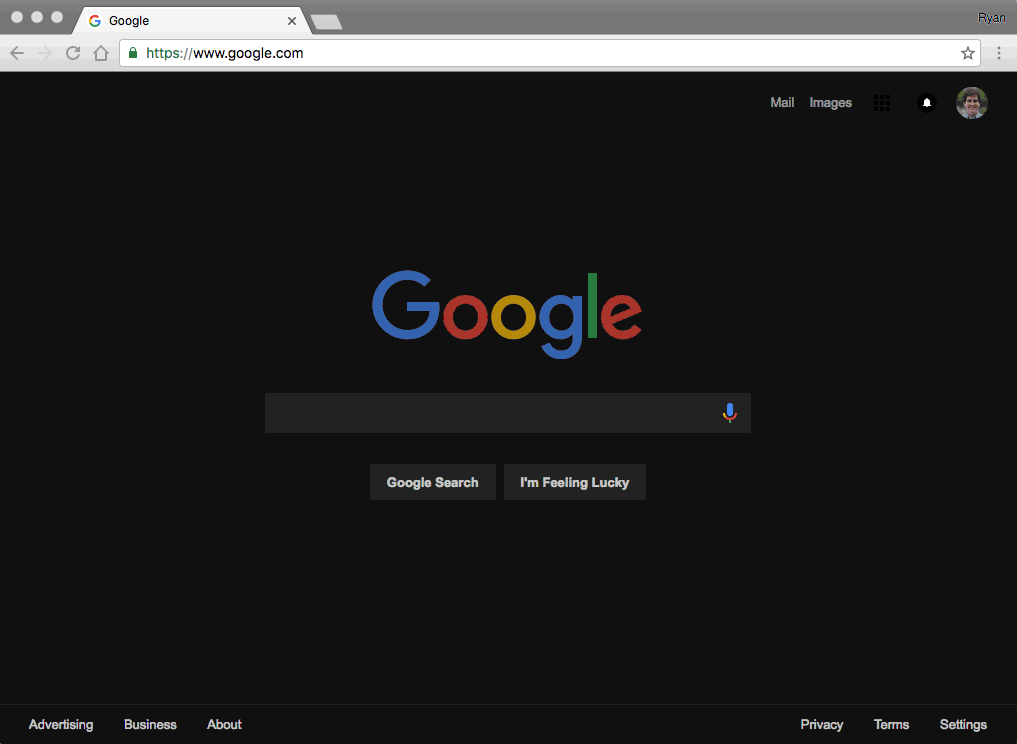 Google
Ryan
https://www.google.com
Mail Images
Google
Google Search I'm Feeling Lucky
Advertising Business About Privacy Terms Settings